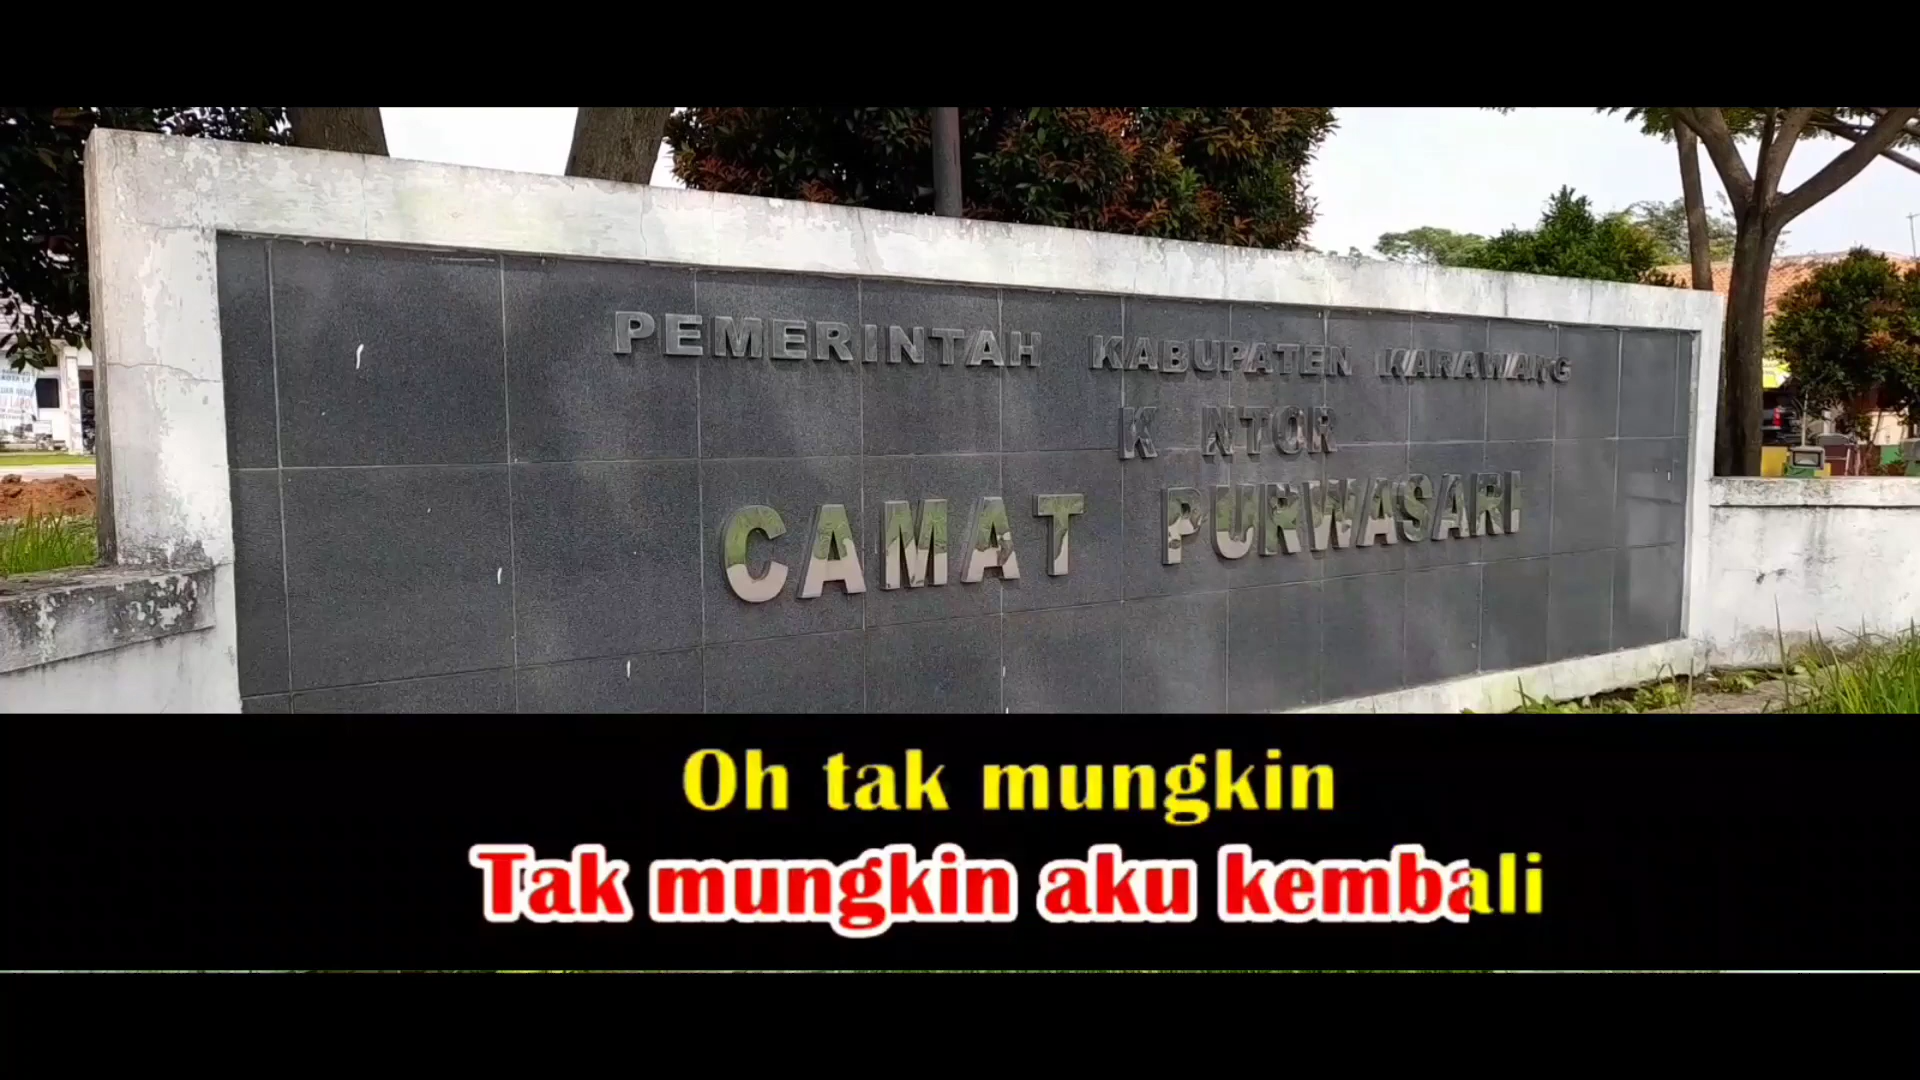 PEMERINTAH KABUPATEN KARAWANG
K NTOR
CAMAT PURWASARI
Oh tak mungkin
Tak mungkin aku kembali